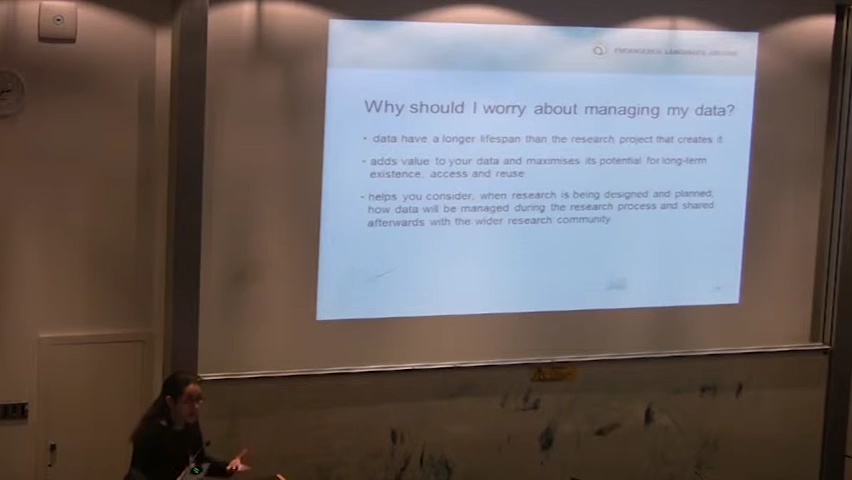 ENDANGERED LANGUAGES ARCHIVE
Why should I worry about managing my data?
• data have a longer lifespan than the research project that creates it
• adds value to your data and maximises its potential for long-term
existence, access and reuse
• helps you consider, when research is being designed and planned,
how data will be managed during the research process and shared
afterwards with the wider research community